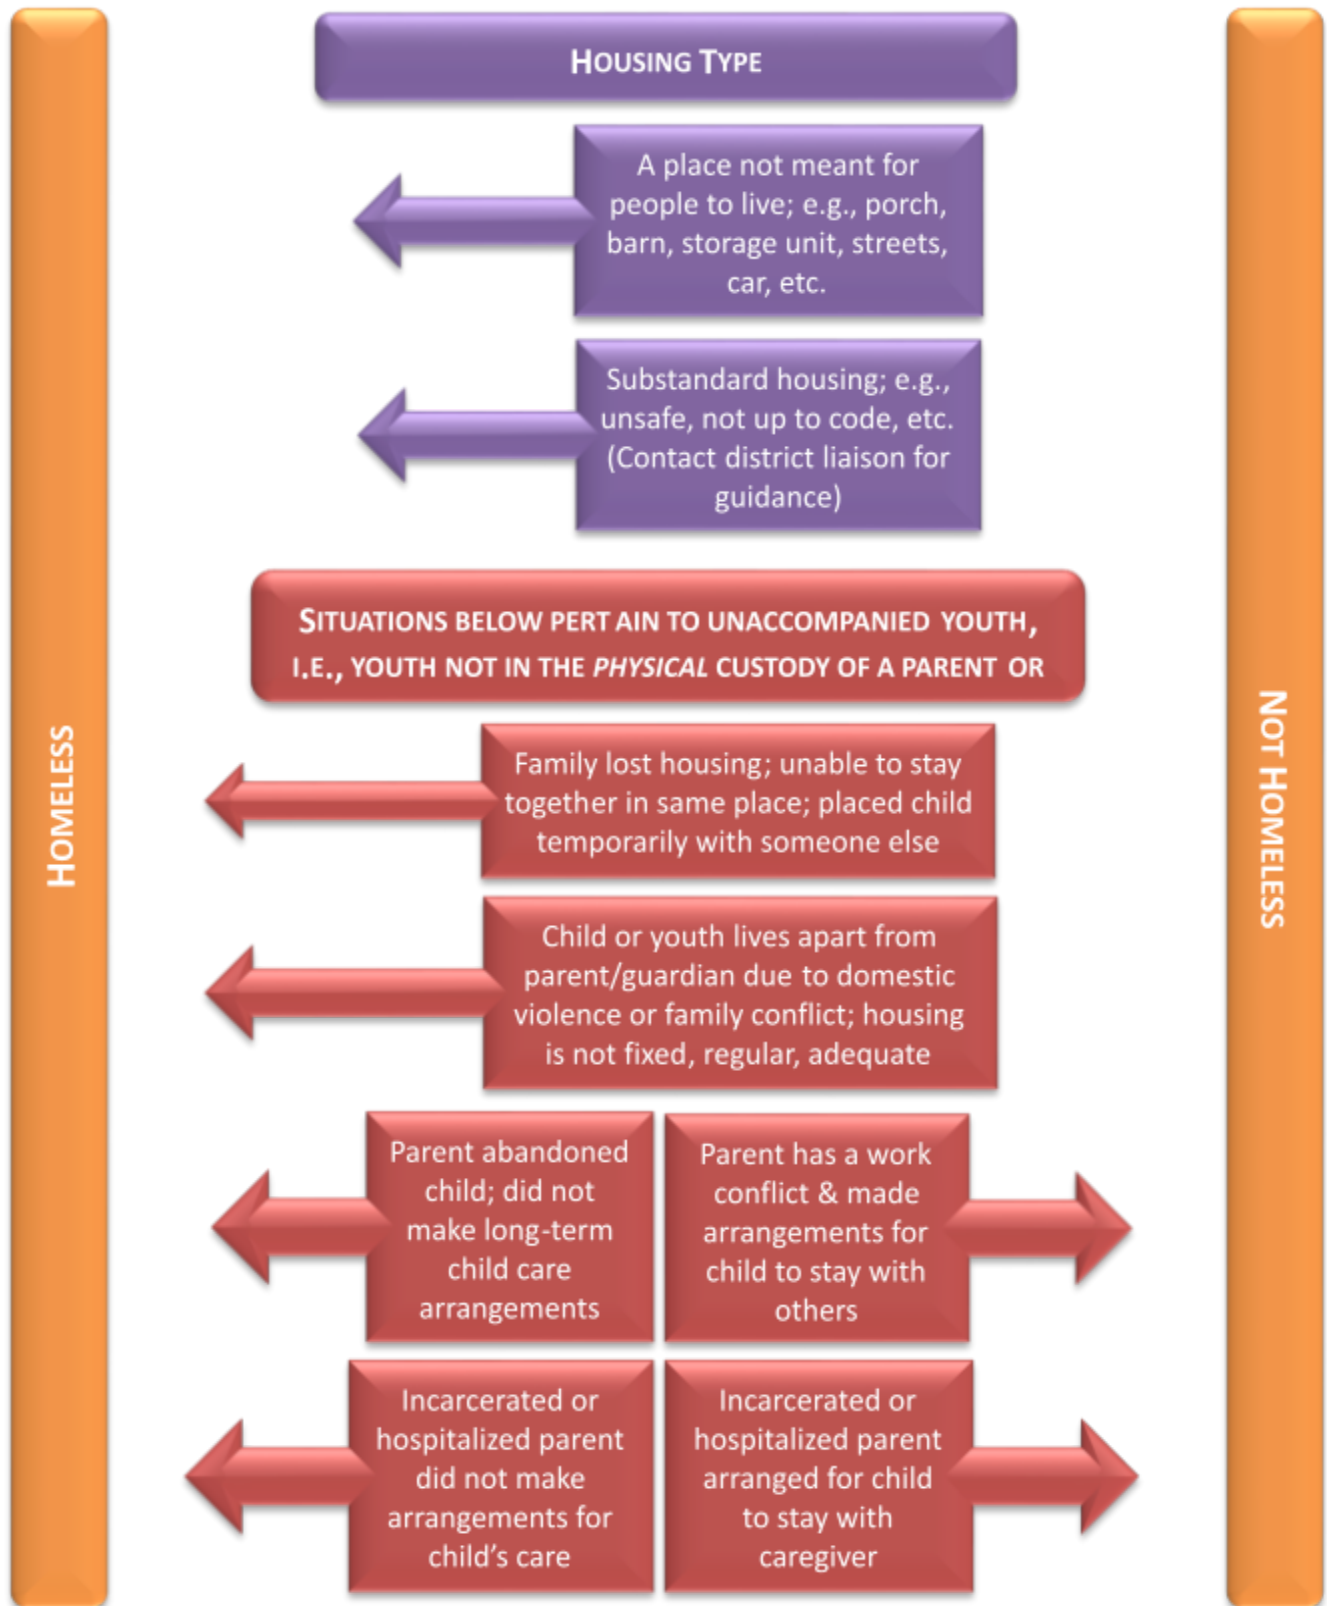 HOUSING TYPE
A place not meant for
people to live; e.g., porch,
barn, storage unit, streets,
car, etc.
Substandard housing; e.g.,
unsafe, not up to code, etc.
(Contact district liaison for
guidance)
SITUATIONS BELOW PERTAIN TO UNACCOMPANIED YOUTH,
I.E., YOUTH NOT IN THE PHYSICAL CUSTODY OF A PARENT OR
HOMELESS
NOT HOMELESS
Family lost housing; unable to stay
together in same place; placed child
temporarily with someone else
Child or youth lives apart from
parent/guardian due to domestic
violence or family conflict; housing
is not fixed, regular, adequate
Parent abandoned
child; did not
make long-term
child care
arrangements
Parent has a work
conflict & made
arrangements for
child to stay with
others
Incarcerated or
hospitalized parent
did not make
arrangements for
child's care
Incarcerated or
hospitalized parent
arranged for child
to stay with
caregiver